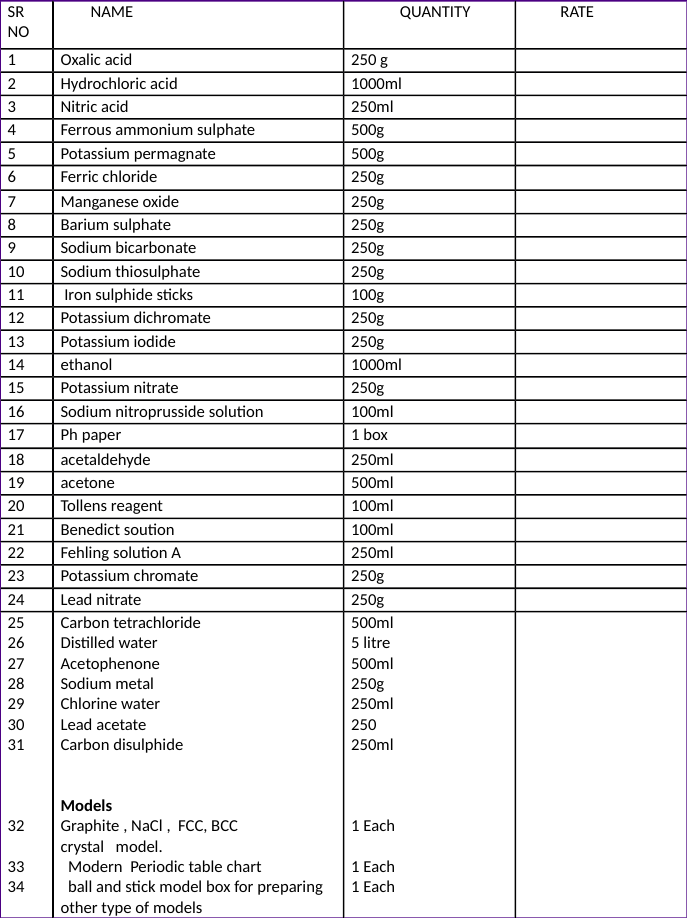 SR NO NAME QUANTITY RATE
1 Oxalic acid 250 g
2 Hydrochloric acid 1000ml
3 Nitric acid 250ml
4 Ferrous ammonium sulphate 500g
5 Potassium permagnate 500g
6 Ferric chloride 250g
7 Manganese oxide 250g
8 Barium sulphate 250g
9 Sodium bicarbonate 250g
10 Sodium thiosulphate 250g
11 Iron sulphide sticks 100g
12 Potassium dichromate 250g
13 Potassium iodide 250g
14 ethanol 1000ml
15 Potassium nitrate 250g
16 Sodium nitroprusside solution 100ml
17 Ph paper 1 box
18 acetaldehyde 250ml
19 acetone 500ml
20 Tollens reagent 100ml
21 Benedict soution 100ml
22 Fehling solution A 250ml
23 Potassium chromate 250g
24 Lead nitrate 250g
25 Carbon tetrachloride 500ml
26 Distilled water 5 litre
27 Acetophenone 500ml
28 Sodium metal 250g
29 Chlorine water 250ml
30 Lead acetate 250
31 Carbon disulphide 250ml
Models
32 Graphite , NaCl , FCC, BCC 1 Each
crystal model.
33 Modern Periodic table chart 1 Each
34 ball and stick model box for preparing 1 Each
other type of models